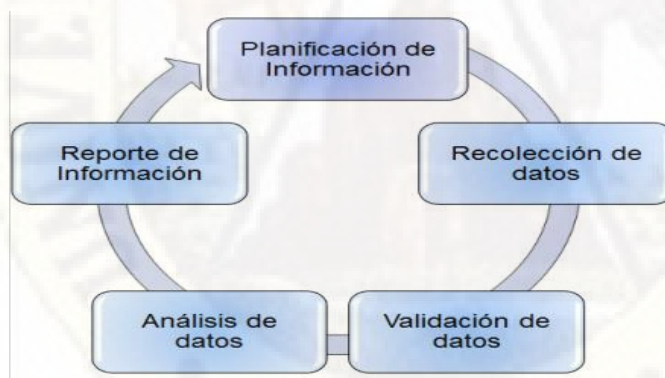 Planificación de
Información
Recolección de
datos
Validación de
datos
Análisis de
datos
Reporte de
Información